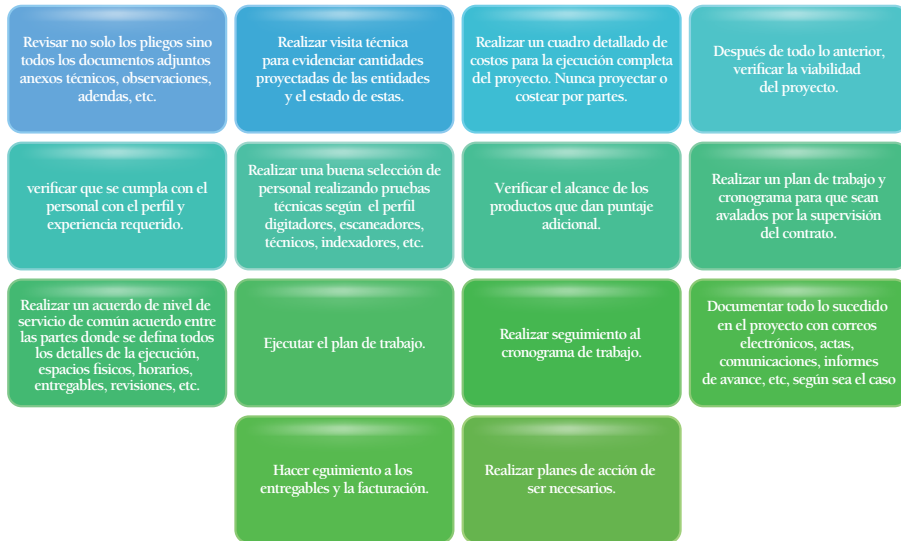 Revisar no solo los pliegos sino
todos los documentos adjuntos
anexos técnicos, observaciones,
adendas, etc.
Realizar visita técnica
para evidenciar cantidades
proyectadas de las entidades
y el estado de estas.
Realizar un cuadro detallado de
costos para la ejecución completa
del proyecto. Nunca proyectar o
costear por partes.
Después de todo lo anterior,
verificar la viabilidad
del proyecto.
verificar que se cumpla con el
personal con el perfil y
experiencia requerido.
Realizar una buena selección de
personal realizando pruebas
técnicas según el perfil
digitadores, escaneadores,
técnicos, indexadores, etc.
Verificar el alcance de los
productos que dan puntaje
adicional.
Realizar un plan de trabajo y
cronograma para que sean
avalados por la supervisión
del contrato.
Realizar un acuerdo de nivel de
servicio de común acuerdo entre
las partes donde se defina todos
los detalles de la ejecución,
espacios fisicos, horarios,
entregables, revisiones, etc.
Ejecutar el plan de trabajo.
Realizar seguimiento al
cronograma de trabajo.
Documentar todo lo sucedido
en el proyecto con correos
electrónicos, actas,
comunicaciones, informes
de avance, etc, según sea el caso
Hacer eguimiento a los
entregables y la facturación.
Realizar planes de acción de
ser necesarios.